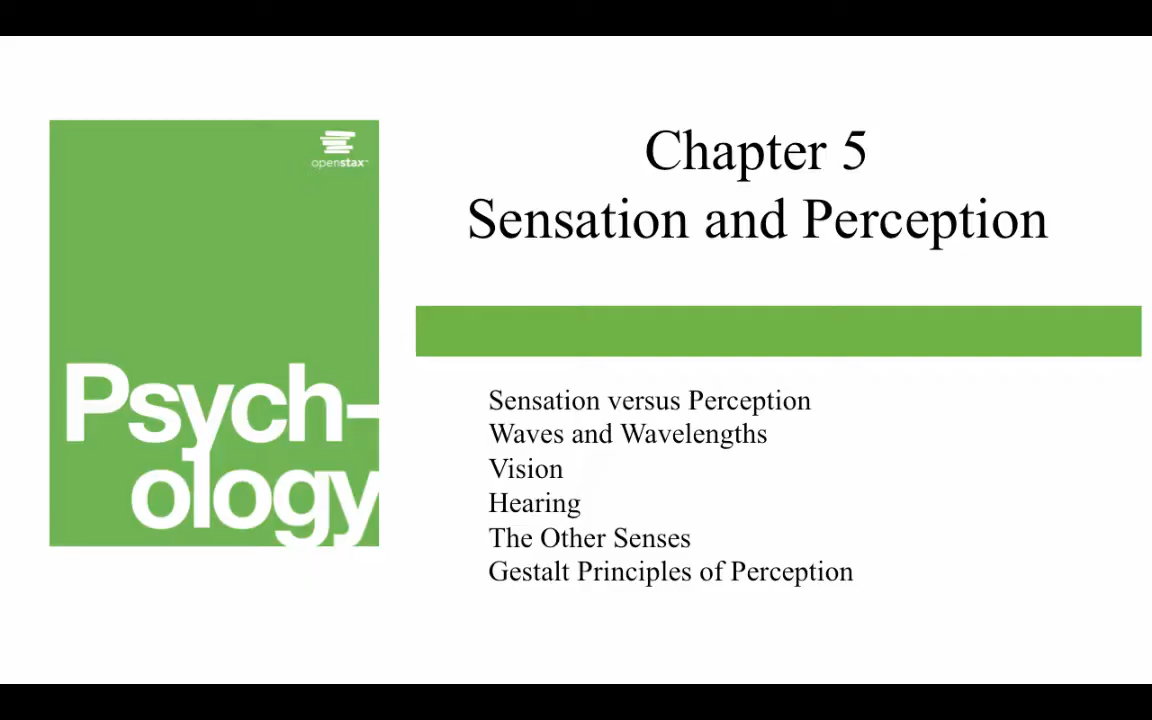 openstax™
Psych-
ology
Chapter 5
Sensation and Perception
Sensation versus Perception
Waves and Wavelengths
Vision
Hearing
The Other Senses
Gestalt Principles of Perception